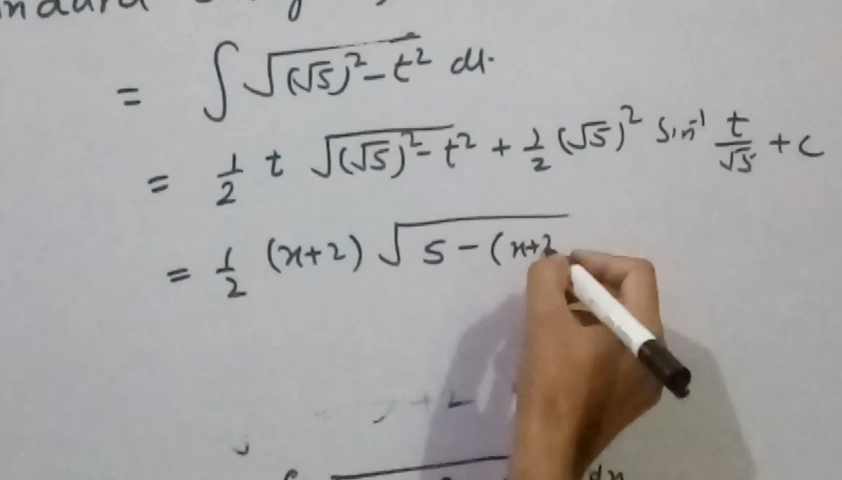 = ∫ √((√5)² − t²) dt.
= 1/2 t √((√5)² − t²) + 1/2 (√5)² sin⁻¹ t/√5 + C
= 1/2 (x+2) √(5 − (x+2